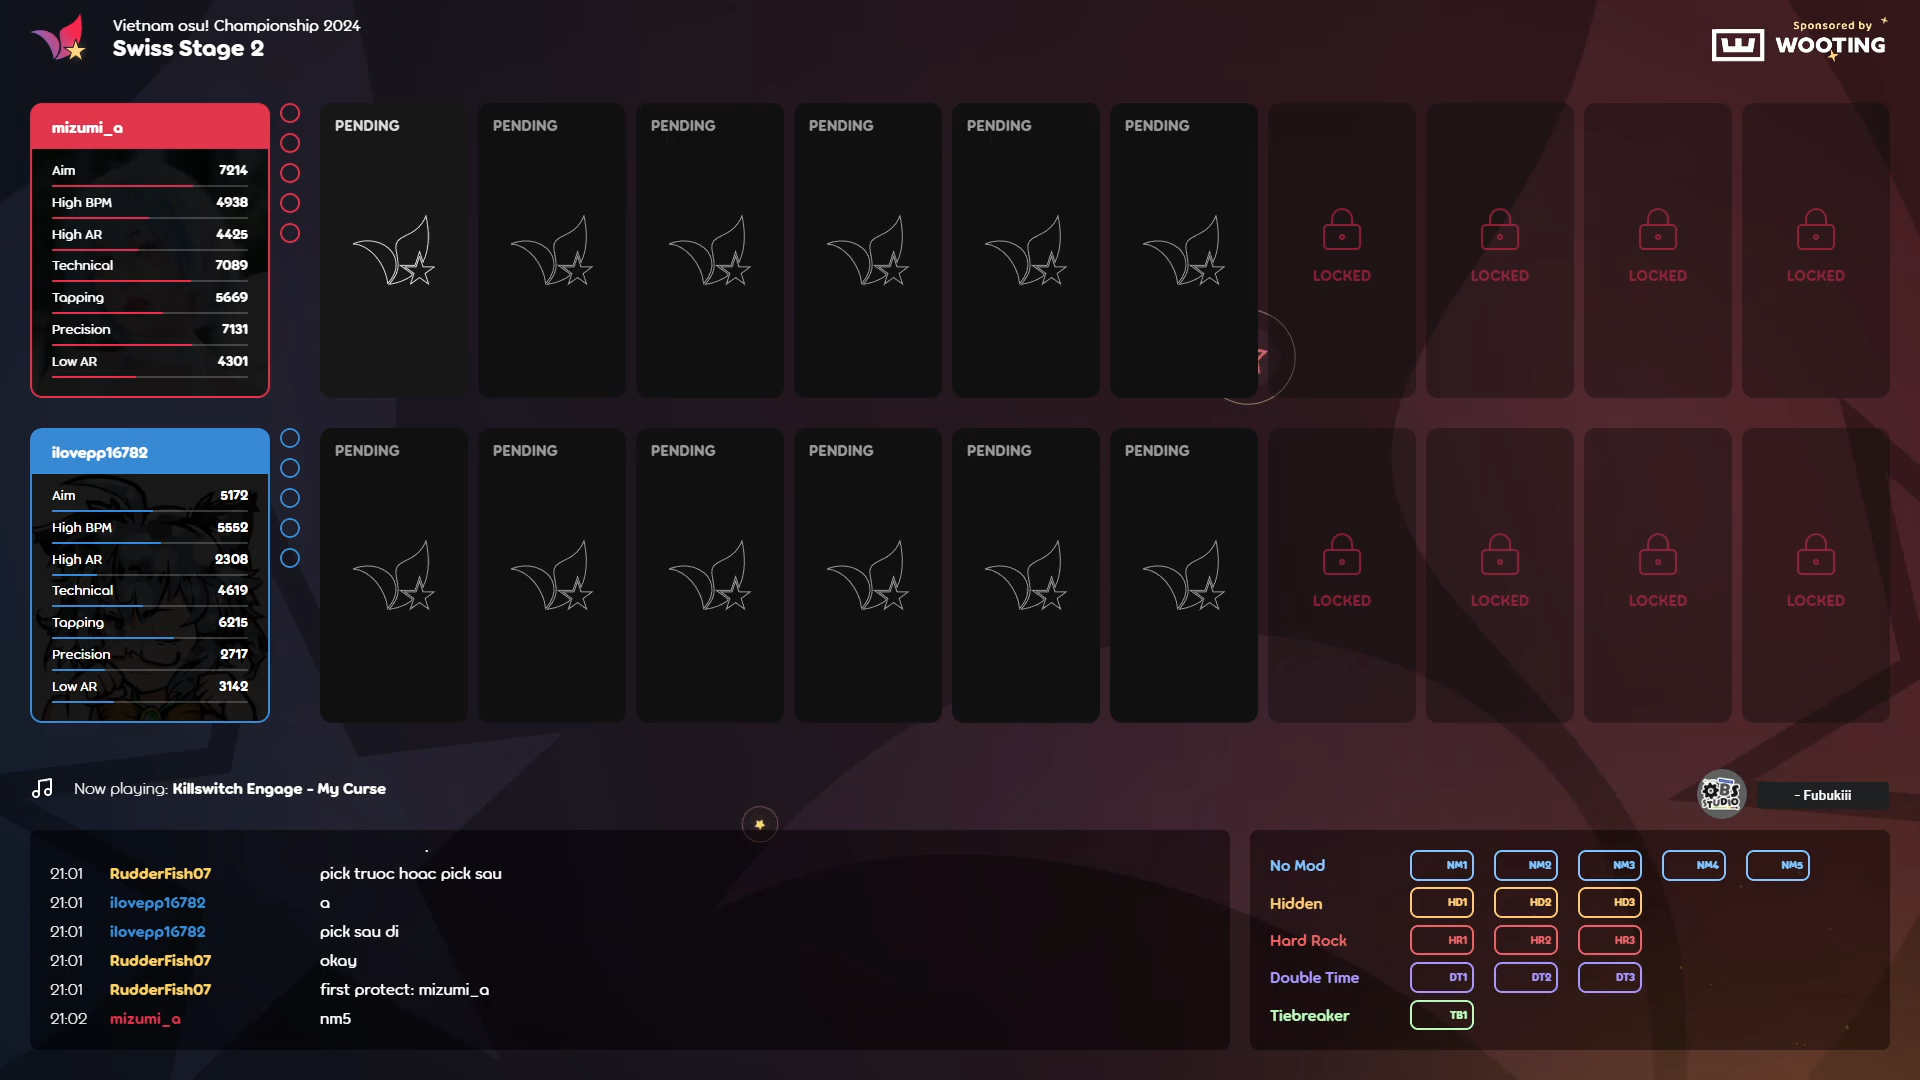 Vietnam osu! Championship 2024
Swiss Stage 2
Sponsored by
WOOTING
mizumi_a
Aim 7214
High BPM 4938
High AR 4425
Technical 7089
Tapping 5669
Precision 7131
Low AR 4301
PENDING PENDING PENDING PENDING PENDING PENDING
LOCKED LOCKED LOCKED LOCKED
ilovepp16782
Aim 5172
High BPM 5552
High AR 2308
Technical 4619
Tapping 6215
Precision 2717
Low AR 3142
PENDING PENDING PENDING PENDING PENDING PENDING
LOCKED LOCKED LOCKED LOCKED
Now playing: Killswitch Engage - My Curse
OBS
STUDIO
- Fubukiii
21:01 RudderFish07 pick truoc hoac pick sau
21:01 ilovepp16782 a
21:01 ilovepp16782 pick sau di
21:01 RudderFish07 okay
21:01 RudderFish07 first protect: mizumi_a
21:02 mizumi_a nm5
No Mod NM1 NM2 NM3 NM4 NM5
Hidden HD1 HD2 HD3
Hard Rock HR1 HR2 HR3
Double Time DT1 DT2 DT3
Tiebreaker TB1